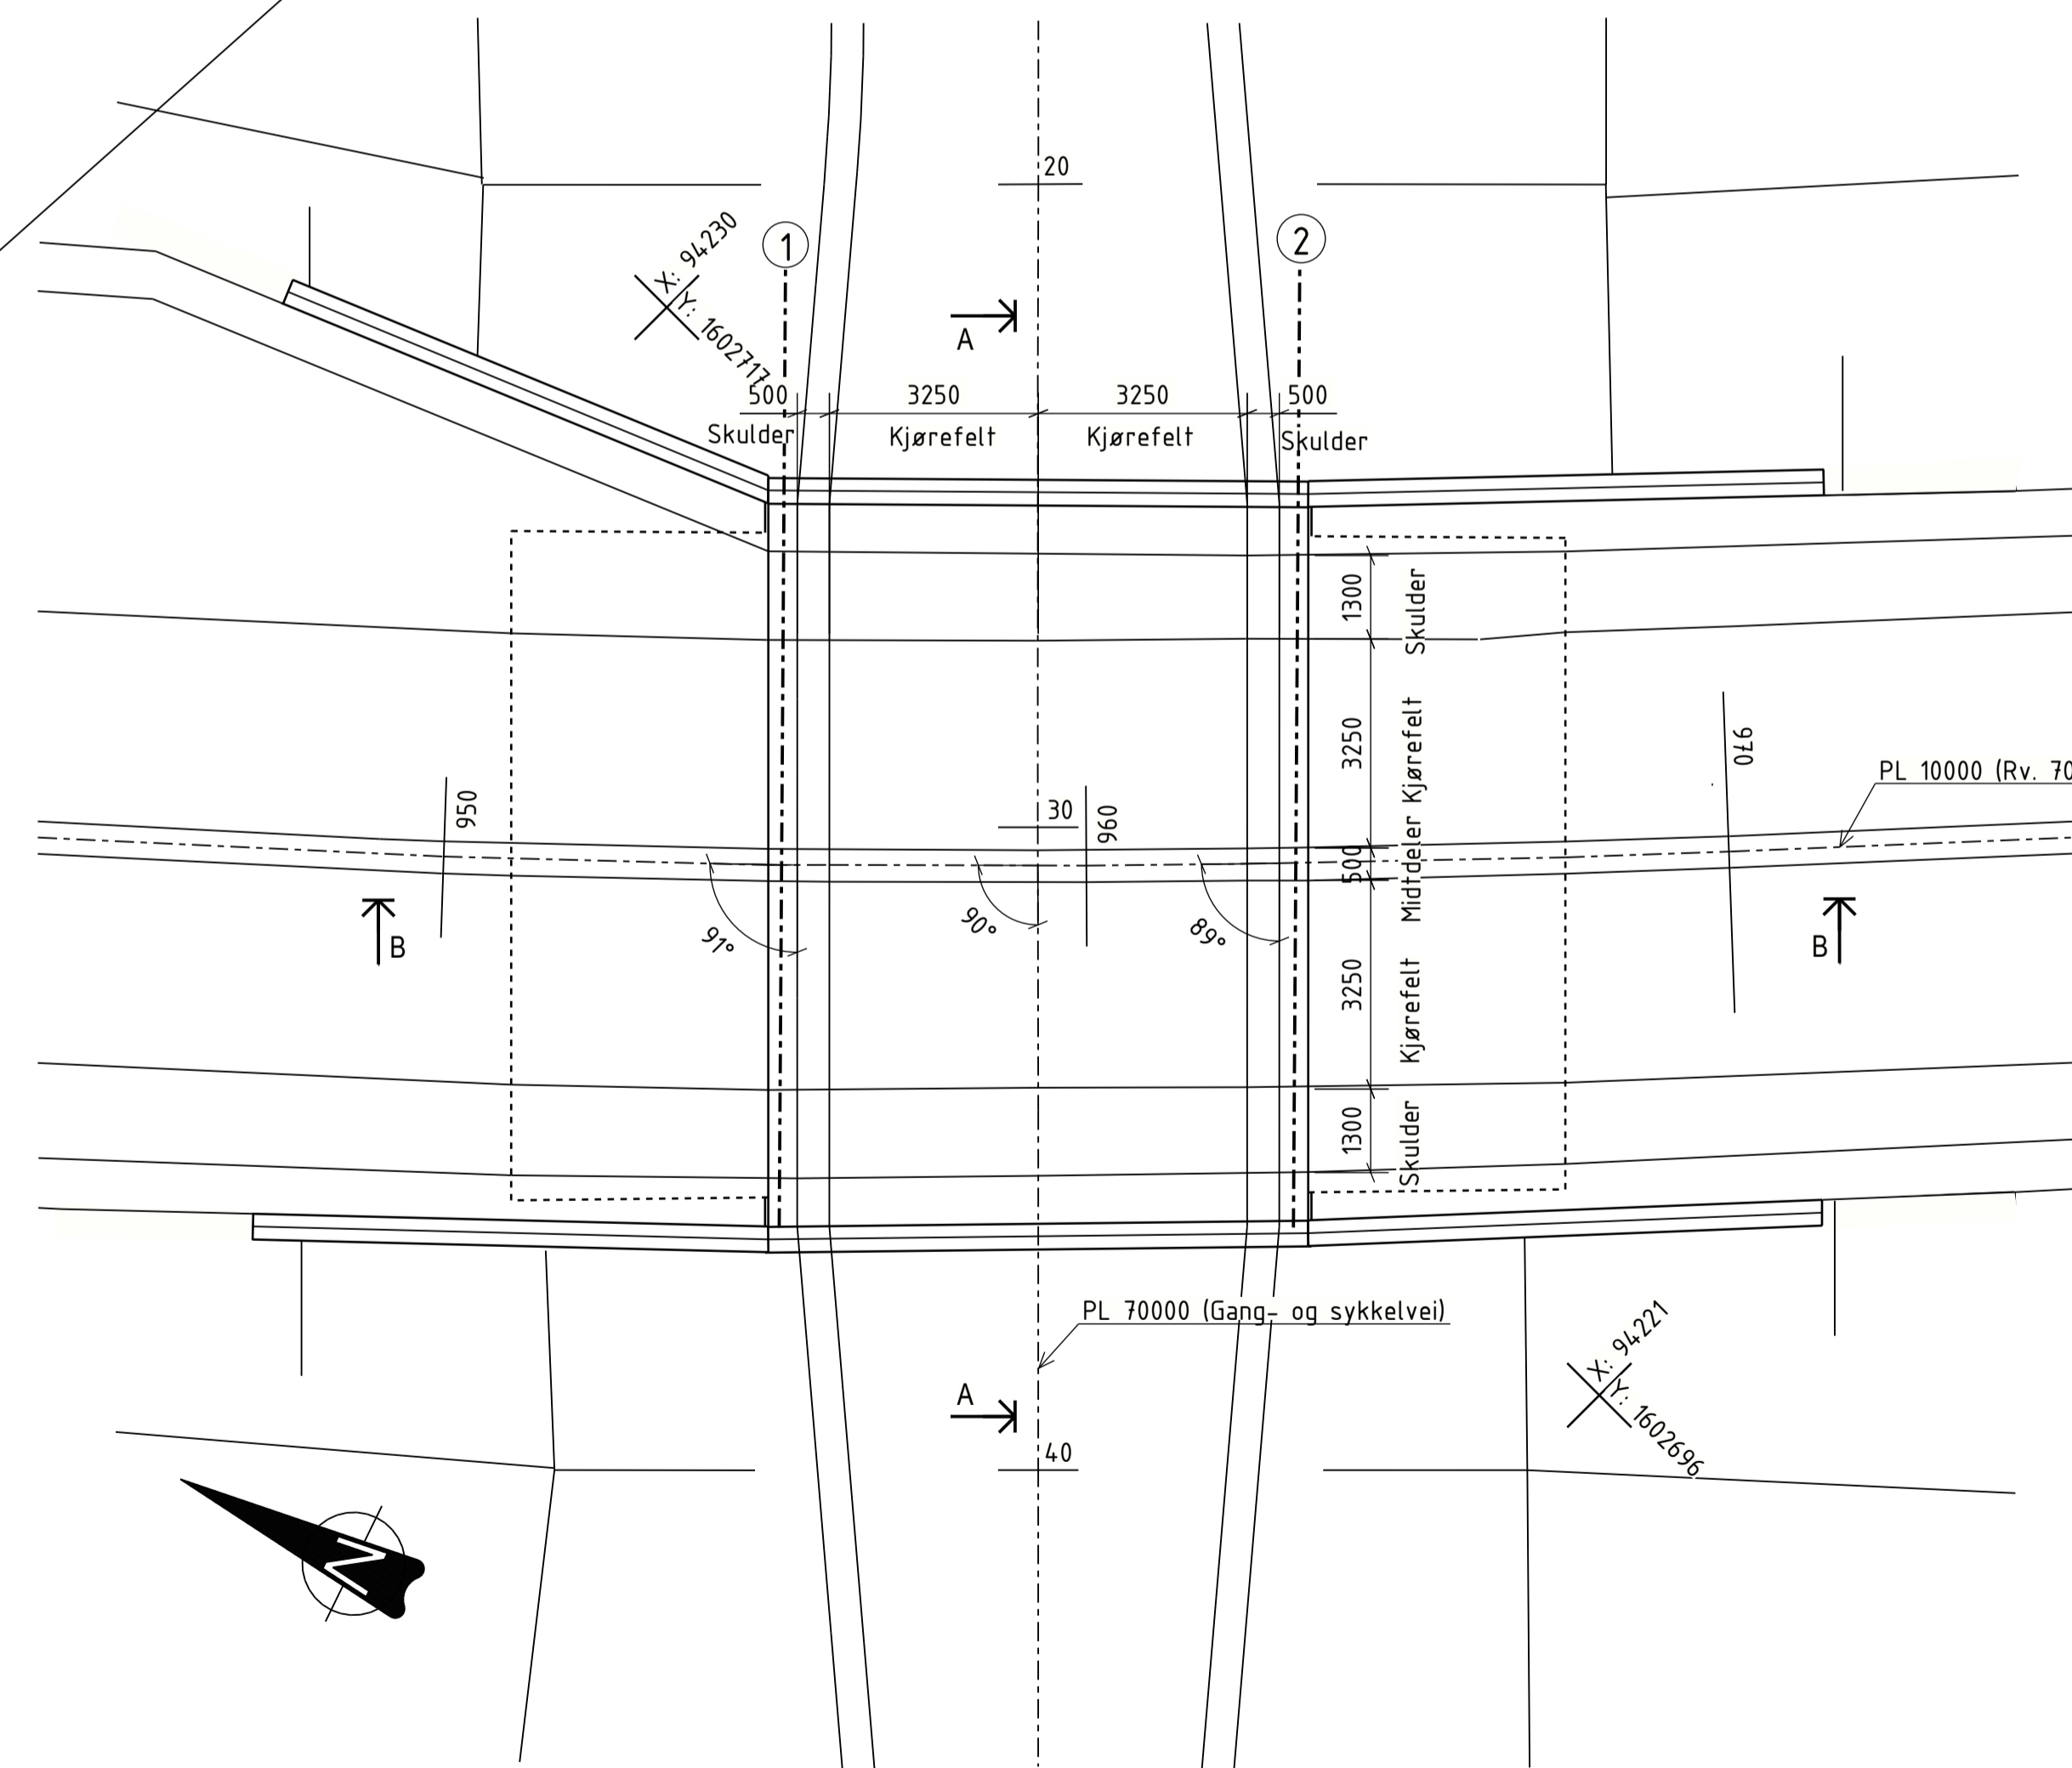 20
1
2
X: 94230
Y: 1602717
A
500
3250
3250
500
Skulder
Kjørefelt
Kjørefelt
Skulder
1300
Skulder
3250
Kjørefelt
970
PL 10000 (Rv. 70
950
30
960
500
Midtdeler
91°
90°
89°
B
B
3250
Kjørefelt
1300
Skulder
PL 70000 (Gang- og sykkelvei)
X: 94221
Y: 1602696
A
40
N